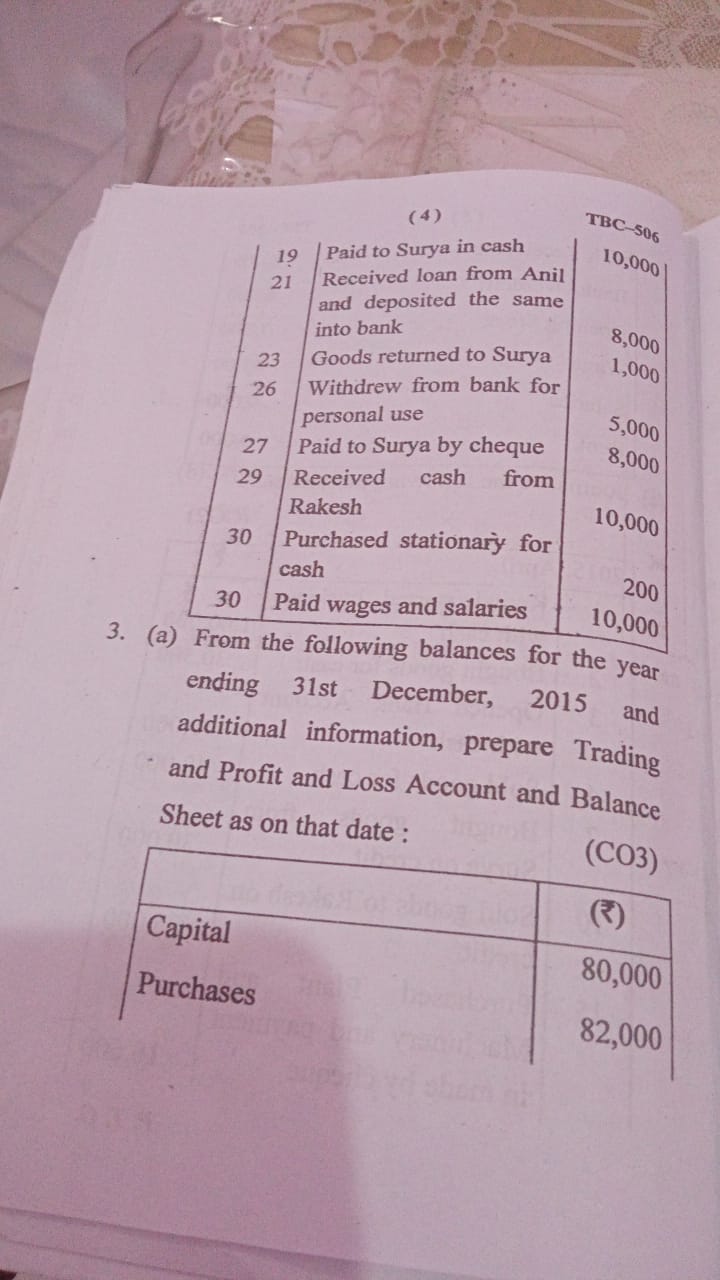 (4)
TBC–506
19 Paid to Surya in cash 10,000
21 Received loan from Anil
and deposited the same
into bank 8,000
23 Goods returned to Surya 1,000
26 Withdrew from bank for
personal use 5,000
27 Paid to Surya by cheque 8,000
29 Received cash from
Rakesh 10,000
30 Purchased stationary for
cash 200
30 Paid wages and salaries 10,000
3. (a) From the following balances for the year
ending 31st December, 2015 and
additional information, prepare Trading
and Profit and Loss Account and Balance
Sheet as on that date :
(CO3)
(₹)
Capital 80,000
Purchases 82,000